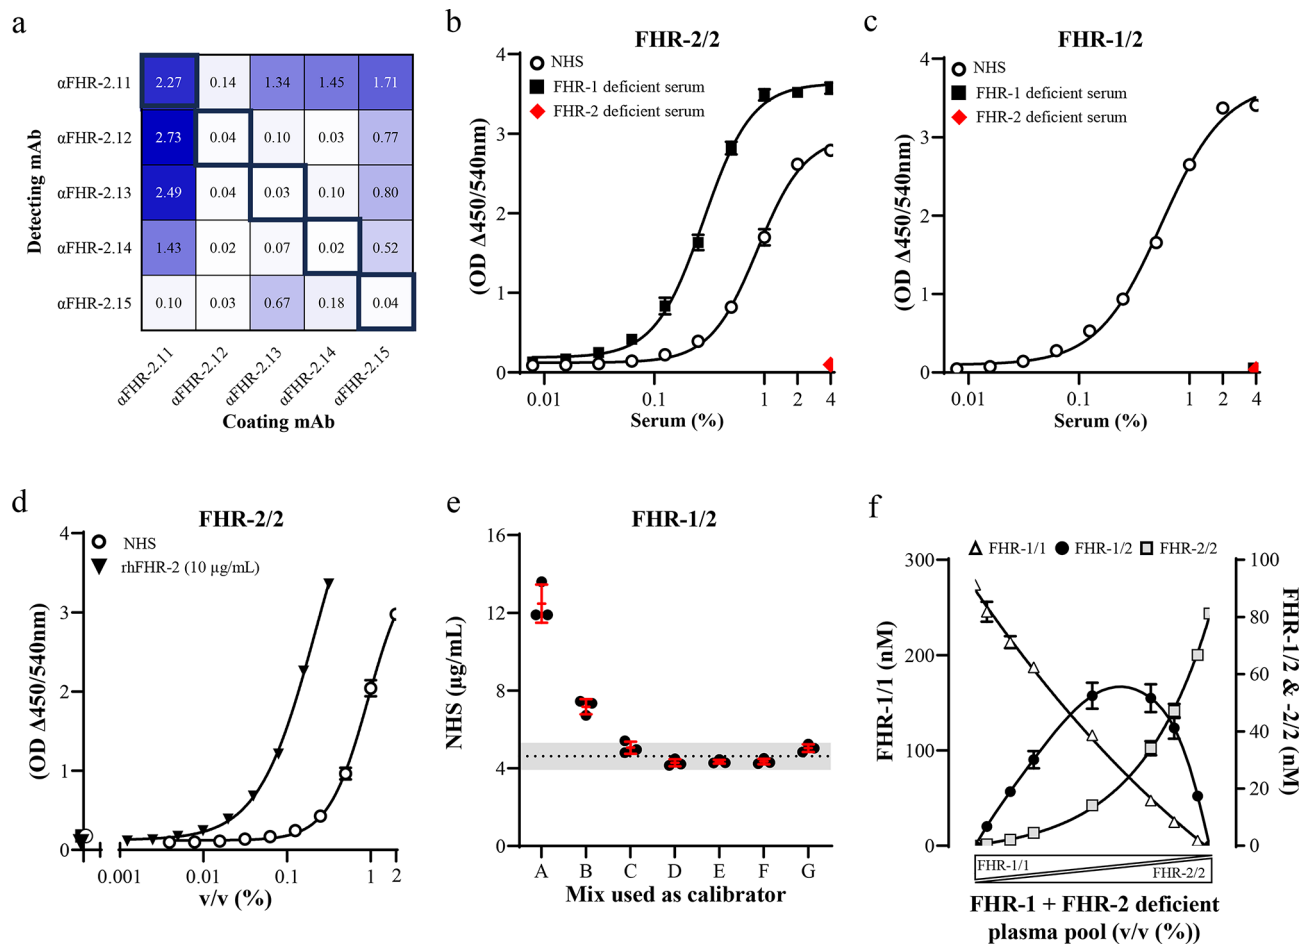 a
Detecting mAb
αFHR-2.11
2.27 0.14 1.34 1.45 1.71
αFHR-2.12
2.73 0.04 0.10 0.03 0.77
αFHR-2.13
2.49 0.04 0.03 0.10 0.80
αFHR-2.14
1.43 0.02 0.07 0.02 0.52
αFHR-2.15
0.10 0.03 0.67 0.18 0.04
αFHR-2.11 αFHR-2.12 αFHR-2.13 αFHR-2.14 αFHR-2.15
Coating mAb
b
FHR-2/2
NHS
FHR-1 deficient serum
FHR-2 deficient serum
(OD Δ450/540nm)
4
3
2
1
0
0.01 0.1 1 2 4
Serum (%)
c
FHR-1/2
NHS
FHR-1 deficient serum
FHR-2 deficient serum
(OD Δ450/540nm)
4
3
2
1
0
0.01 0.1 1 2 4
Serum (%)
d
FHR-2/2
NHS
rhFHR-2 (10 µg/mL)
(OD Δ450/540nm)
4
3
2
1
0
0.001 0.01 0.1 1 2
v/v (%)
e
FHR-1/2
NHS (µg/mL)
16
12
8
4
0
A B C D E F G
Mix used as calibrator
f
FHR-1/1 FHR-1/2 FHR-2/2
FHR-1/1 (nM)
300
200
100
0
100
80
60
40
20
0
FHR-1/2 & -2/2 (nM)
FHR-1/1
FHR-2/2
FHR-1 + FHR-2 deficient
plasma pool (v/v (%))